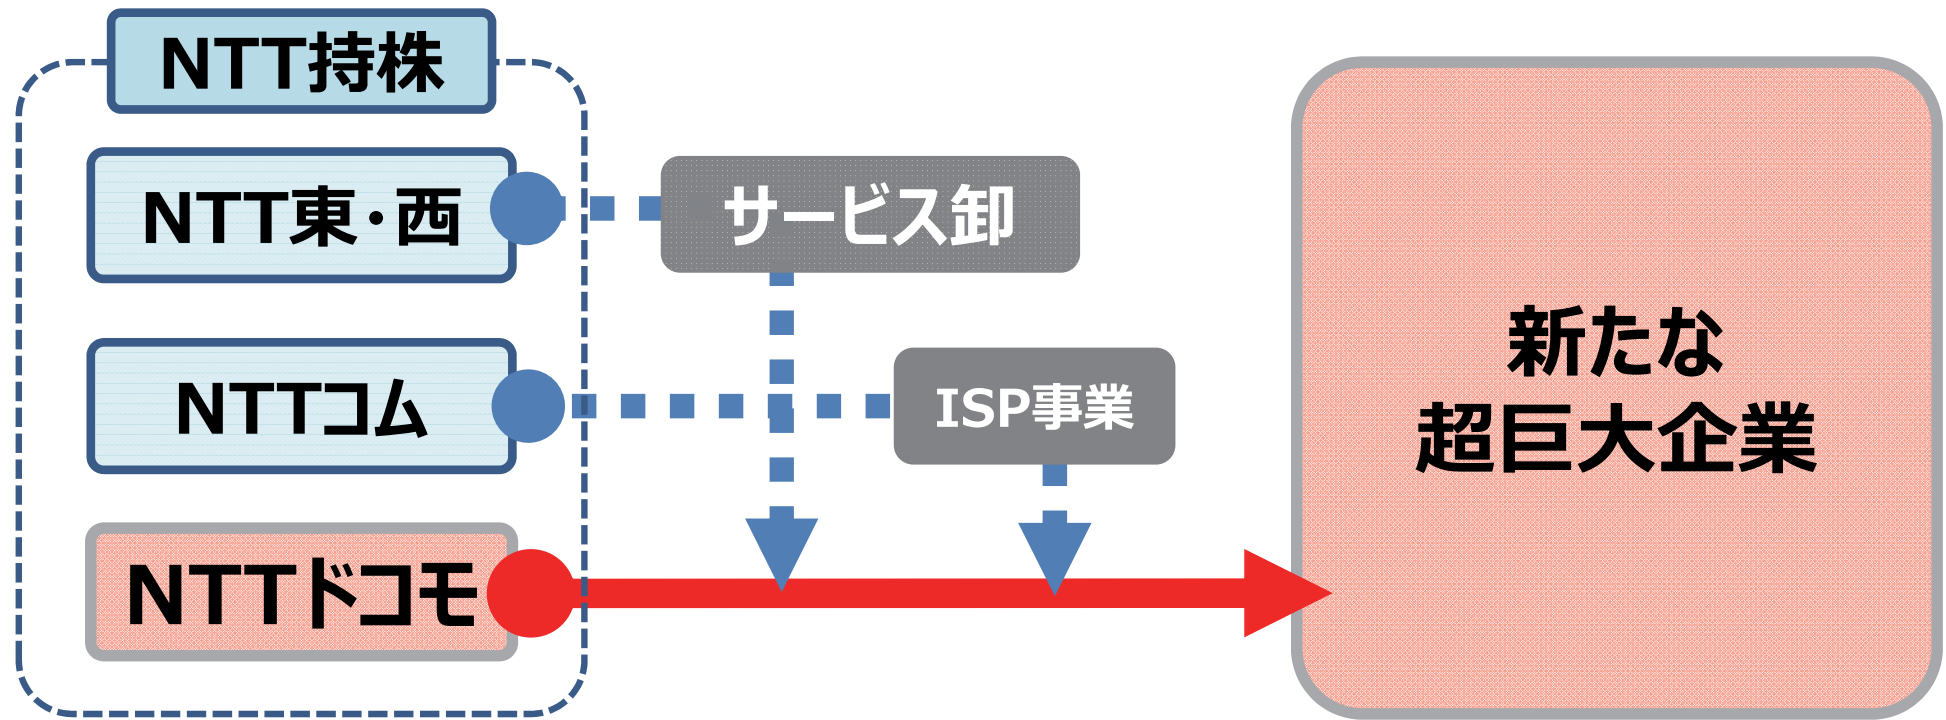 NTT持株
NTT東・西
サービス卸
NTTコム
ISP事業
NTTドコモ
新たな
超巨大企業